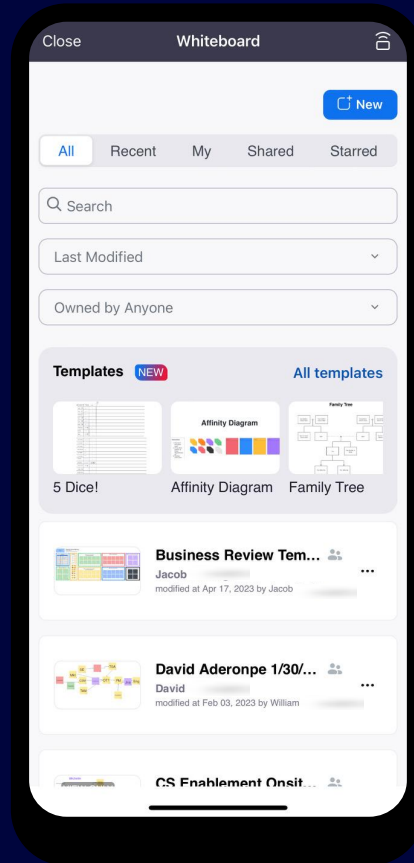 Close
Whiteboard
New
All Recent My Shared Starred
Search
Last Modified
Owned by Anyone
Templates NEW All templates
Affinity Diagram
Family Tree
5 Dice! Affinity Diagram Family Tree
Business Review Tem...
Jacob
modified at Apr 17, 2023 by Jacob
David Aderonpe 1/30/...
David
modified at Feb 03, 2023 by William
CS Enablement Onsit...